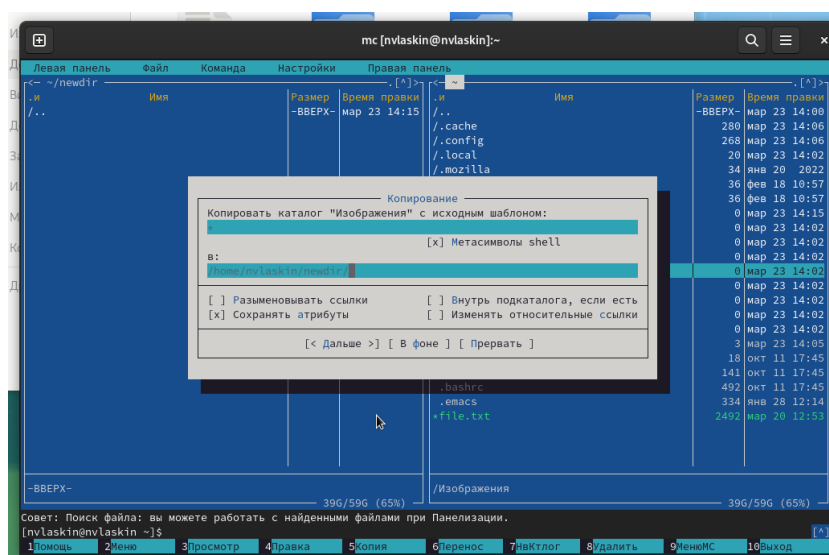 mc [nvlaskin@nvlaskin]:~
Левая панель Файл Команда Настройки Правая панель
<— ~/newdir .[^]>
.и Имя Размер Время правки
/.. -ВВЕРХ- мар 23 14:15
<— ~ .[^]>
.и Имя Размер Время правки
/.. -ВВЕРХ- мар 23 14:00
/.cache 280 мар 23 14:06
/.config 268 мар 23 14:06
/.local 20 мар 23 14:02
/.mozilla 34 янв 20 2022
36 фев 18 10:57
36 фев 18 10:57
0 мар 23 14:15
0 мар 23 14:02
0 мар 23 14:02
0 мар 23 14:02
0 мар 23 14:02
0 мар 23 14:02
0 мар 23 14:02
0 мар 23 14:02
0 мар 23 14:02
3 мар 23 14:05
18 окт 11 17:45
141 окт 11 17:45
.bashrc 492 окт 11 17:45
.emacs 334 янв 28 12:14
*file.txt 2492 мар 20 12:53
Копирование
Копировать каталог "Изображения" с исходным шаблоном:
*
[x] Метасимволы shell
в:
/home/nvlaskin/newdir/
[ ] Разыменовывать ссылки [ ] Внутрь подкаталога, если есть
[x] Сохранять атрибуты [ ] Изменять относительные ссылки
[< Дальше >] [ В фоне ] [ Прервать ]
-ВВЕРХ-
39G/59G (65%)
/Изображения
39G/59G (65%)
Совет: Поиск файла: вы можете работать с найденными файлами при Панелизации.
[nvlaskin@nvlaskin ~]$ [^]
1Помощь 2Меню 3Просмотр 4Правка 5Копия 6Перенос 7НвКтлог 8Удалить 9МенюМС 10Выход